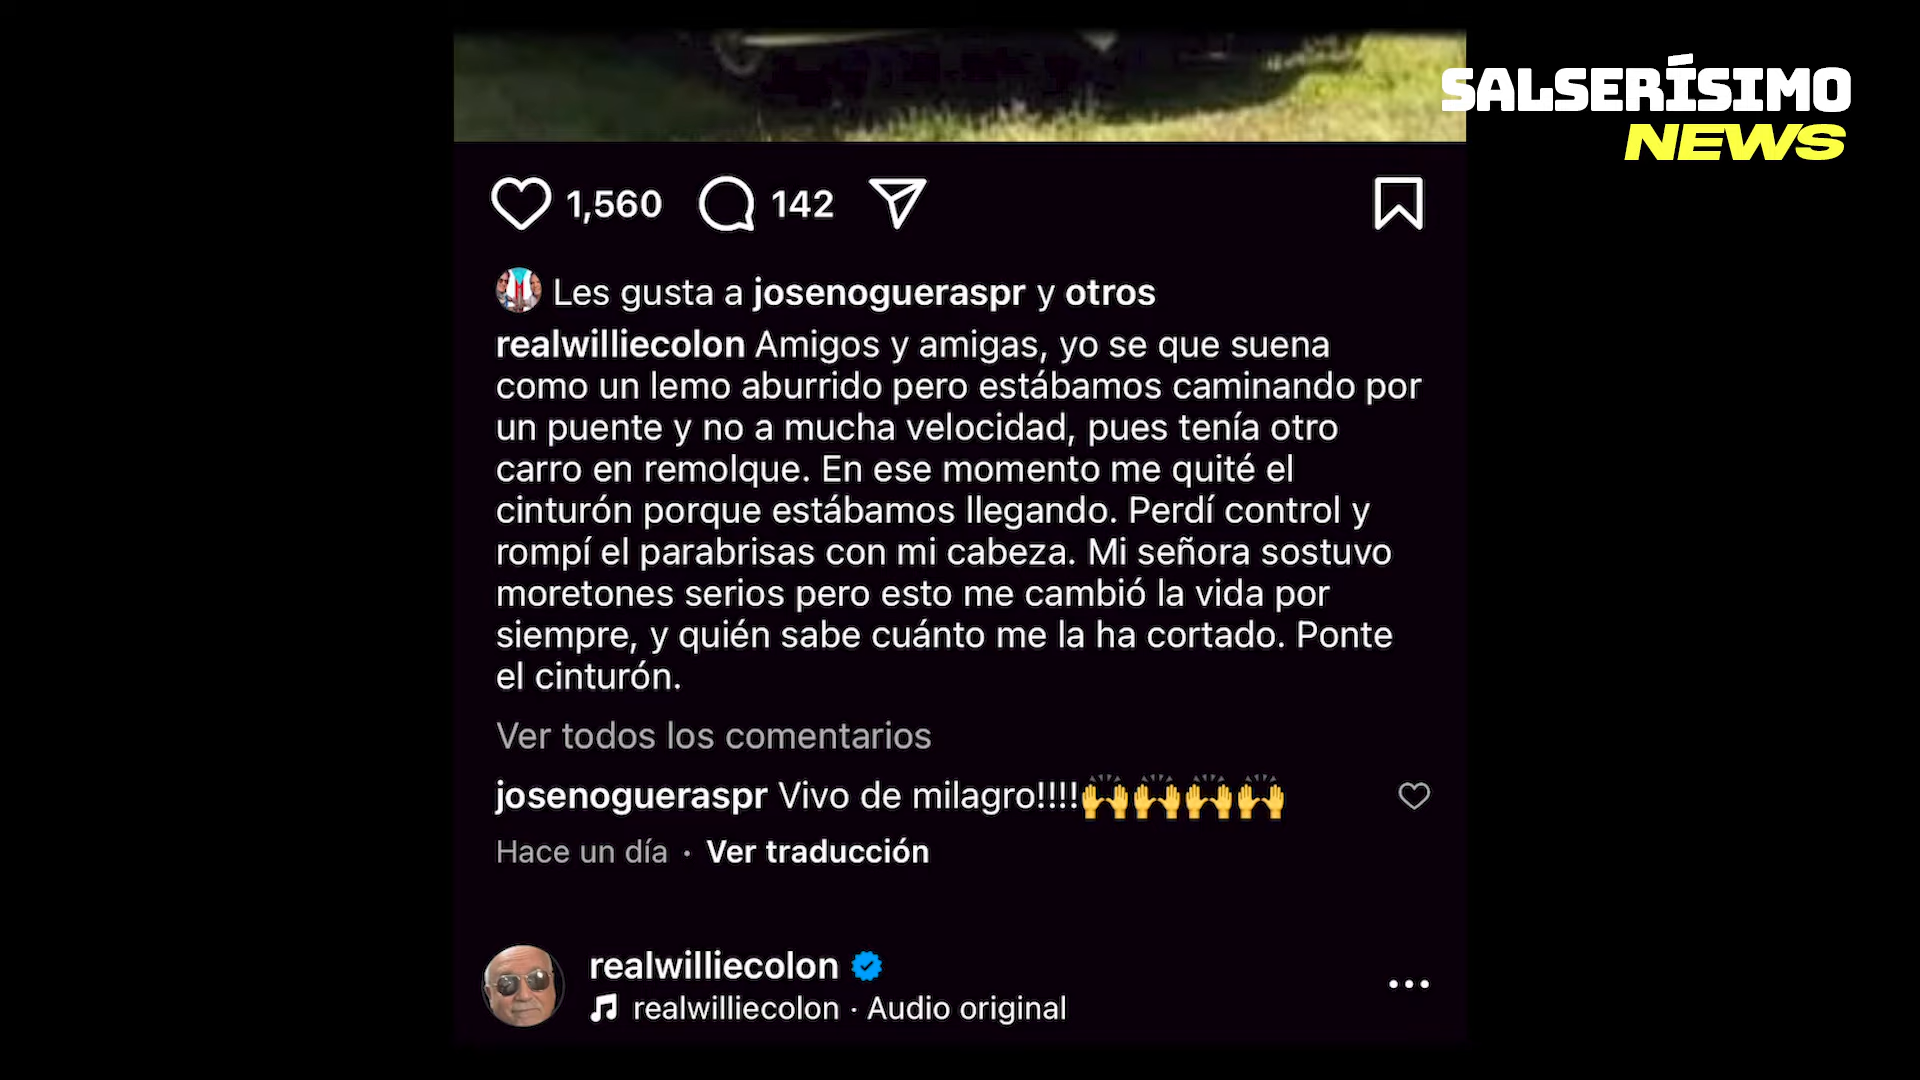 SALSERÍSIMO
NEWS
1,560 142
Les gusta a josenogueraspr y otros
realwilliecolon Amigos y amigas, yo se que suena
como un lemo aburrido pero estábamos caminando por
un puente y no a mucha velocidad, pues tenía otro
carro en remolque. En ese momento me quité el
cinturón porque estábamos llegando. Perdí control y
rompí el parabrisas con mi cabeza. Mi señora sostuvo
moretones serios pero esto me cambió la vida por
siempre, y quién sabe cuánto me la ha cortado. Ponte
el cinturón.
Ver todos los comentarios
josenogueraspr Vivo de milagro!!!!🙌🙌🙌🙌
Hace un día · Ver traducción
realwilliecolon
realwilliecolon · Audio original